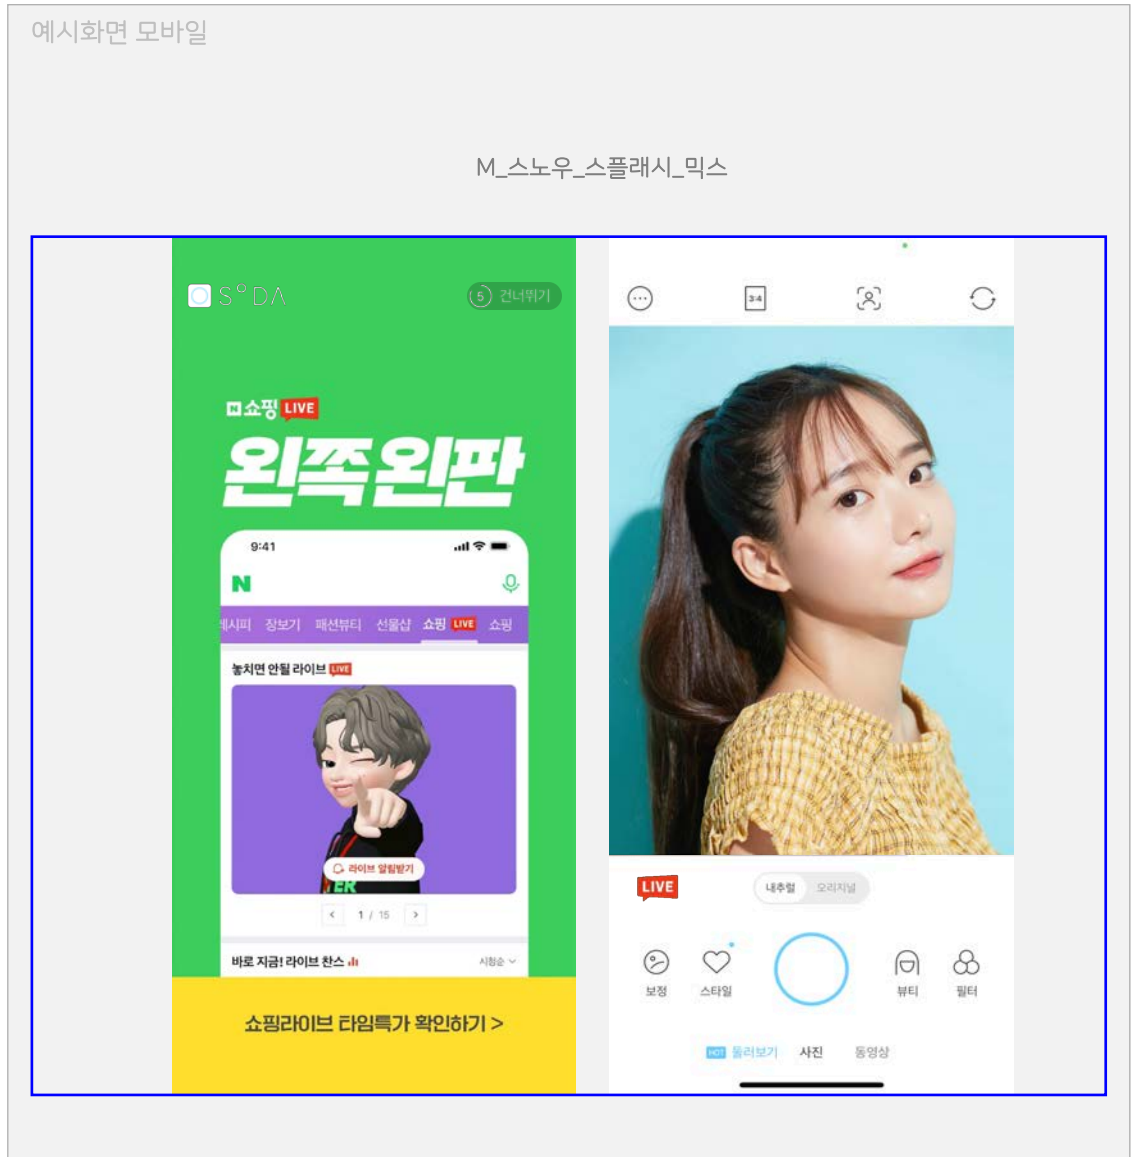 예시화면 모바일
M_스노우_스플래시_믹스
S°DA
5 건너뛰기
N 쇼핑 LIVE
왼쪽왼판
9:41
N
레시피 장보기 패션뷰티 선물샵 쇼핑 LIVE 쇼핑
놓치면 안될 라이브 LIVE
라이브 알림받기
ER
< 1 / 15 >
바로 지금! 라이브 찬스
시청순
쇼핑라이브 타임특가 확인하기 >
3:4
LIVE
내추럴 오리지널
보정 스타일 뷰티 필터
HOT 둘러보기 사진 동영상